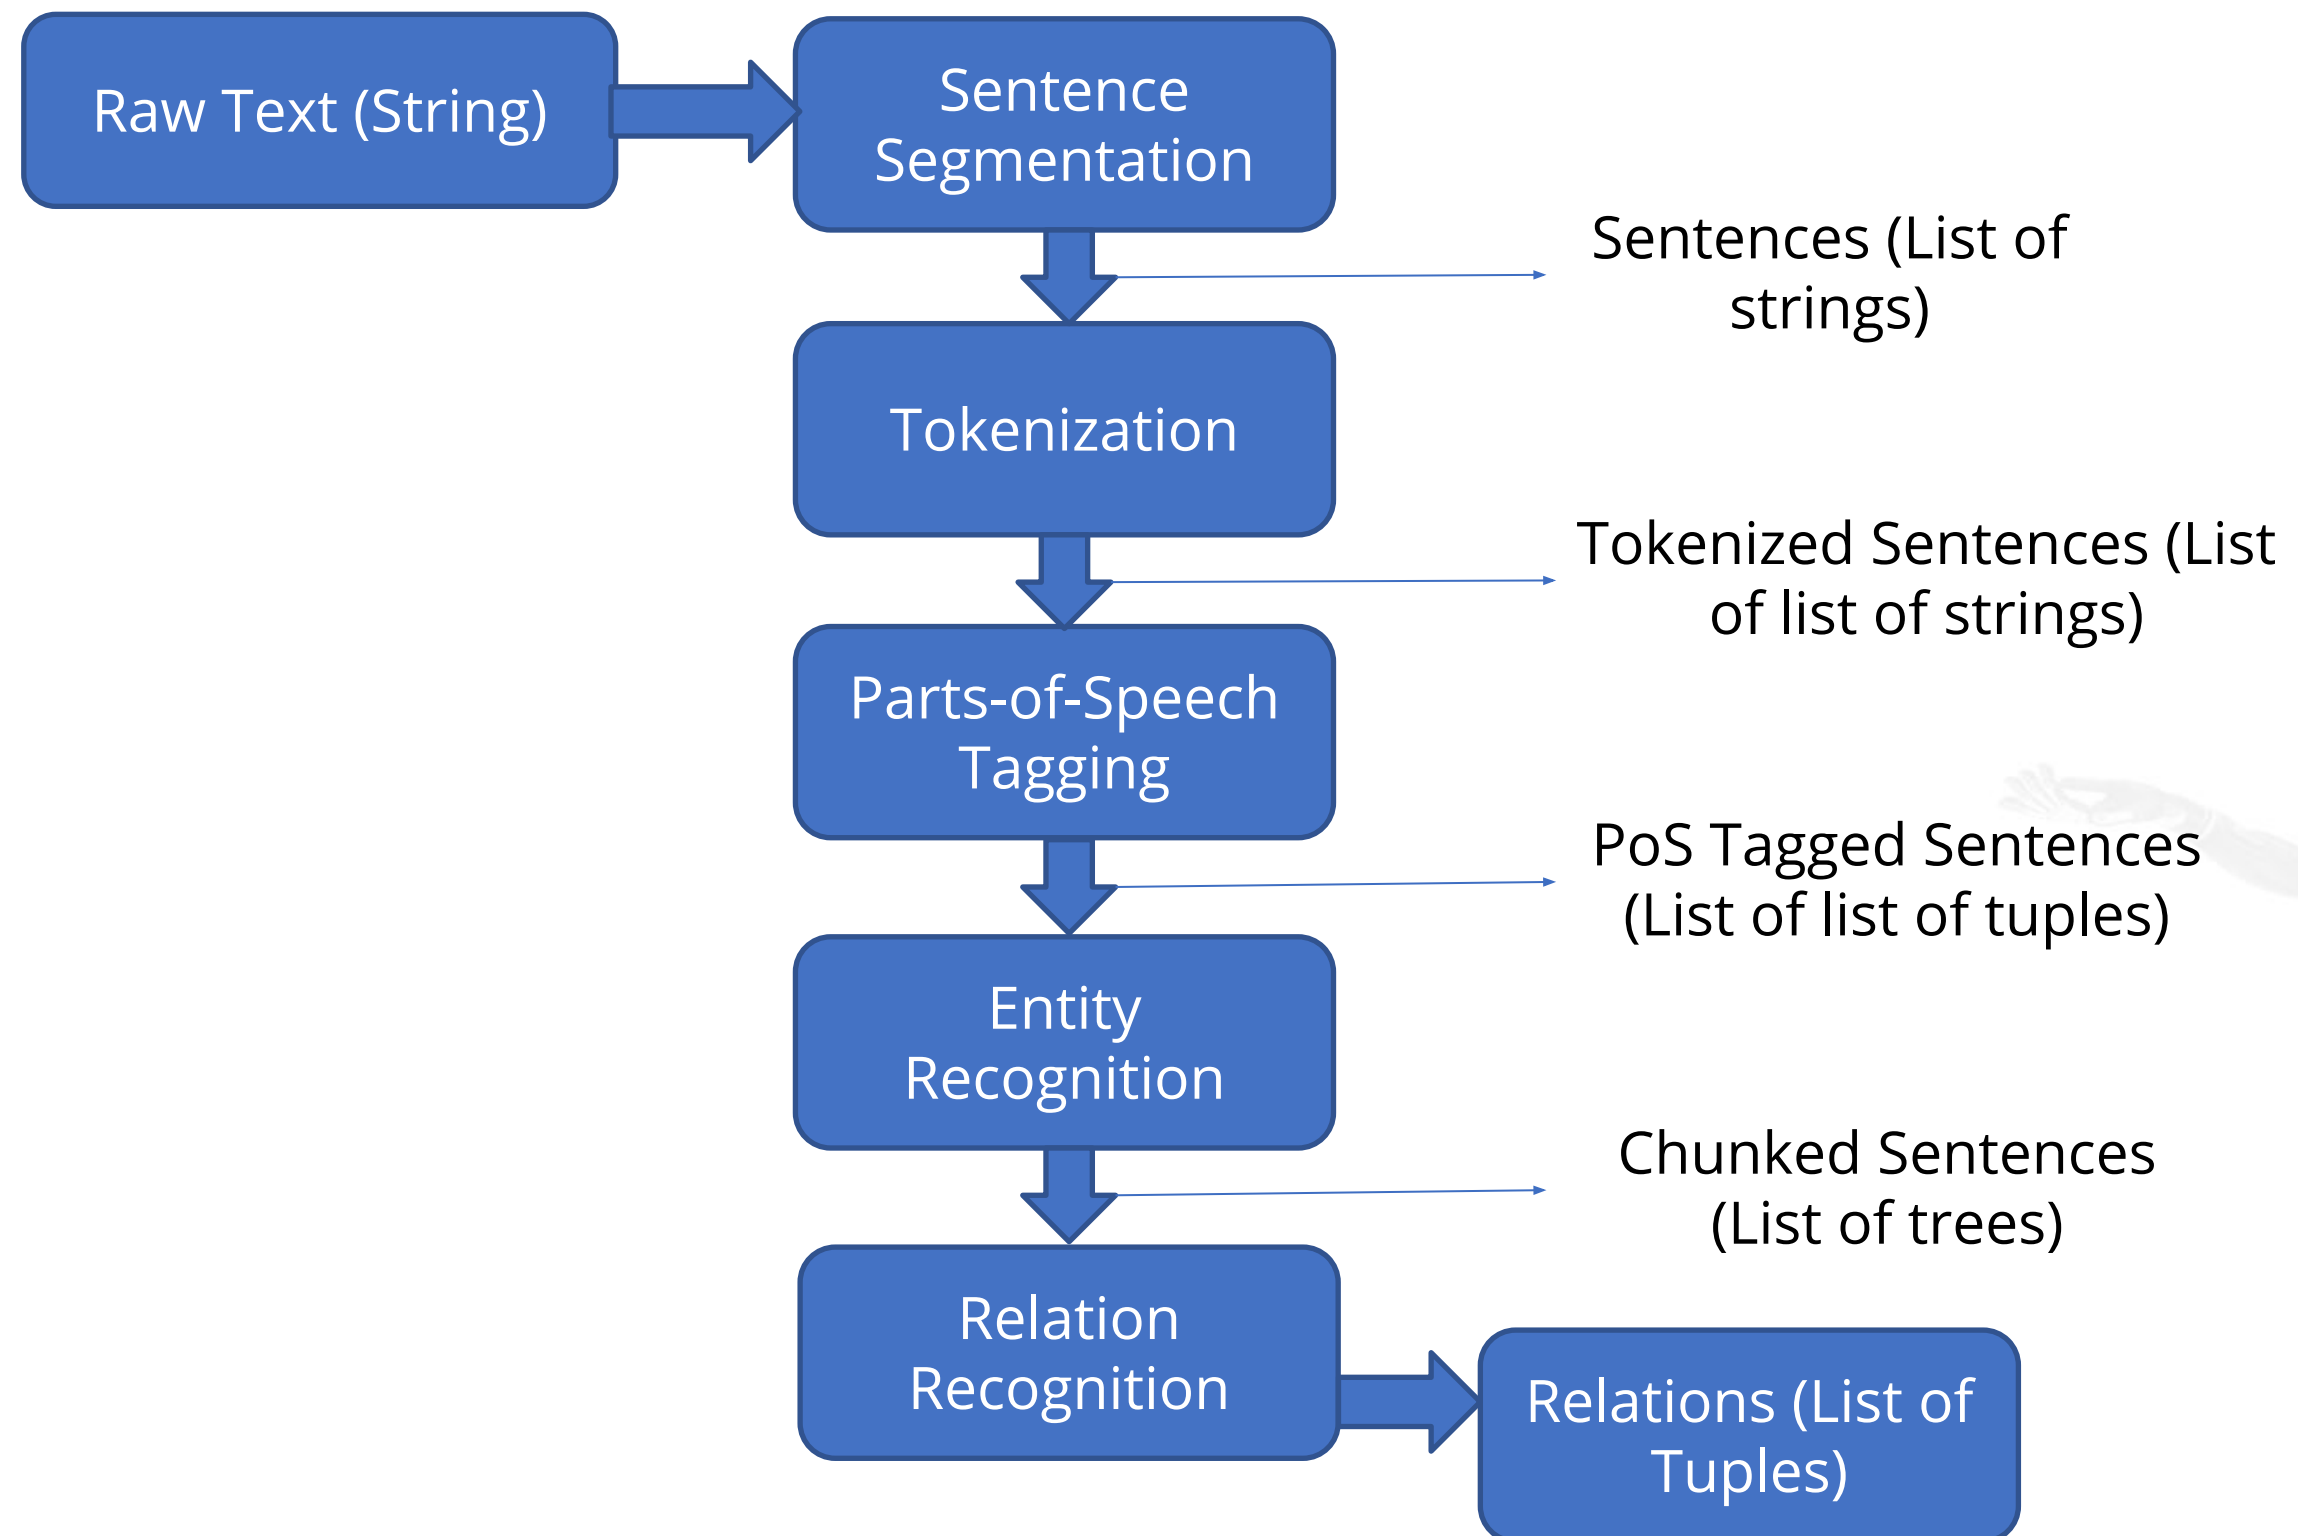 Raw Text (String)
Sentence
Segmentation
Sentences (List of
strings)
Tokenization
Tokenized Sentences (List
of list of strings)
Parts-of-Speech
Tagging
PoS Tagged Sentences
(List of list of tuples)
Entity
Recognition
Chunked Sentences
(List of trees)
Relation
Recognition
Relations (List of
Tuples)